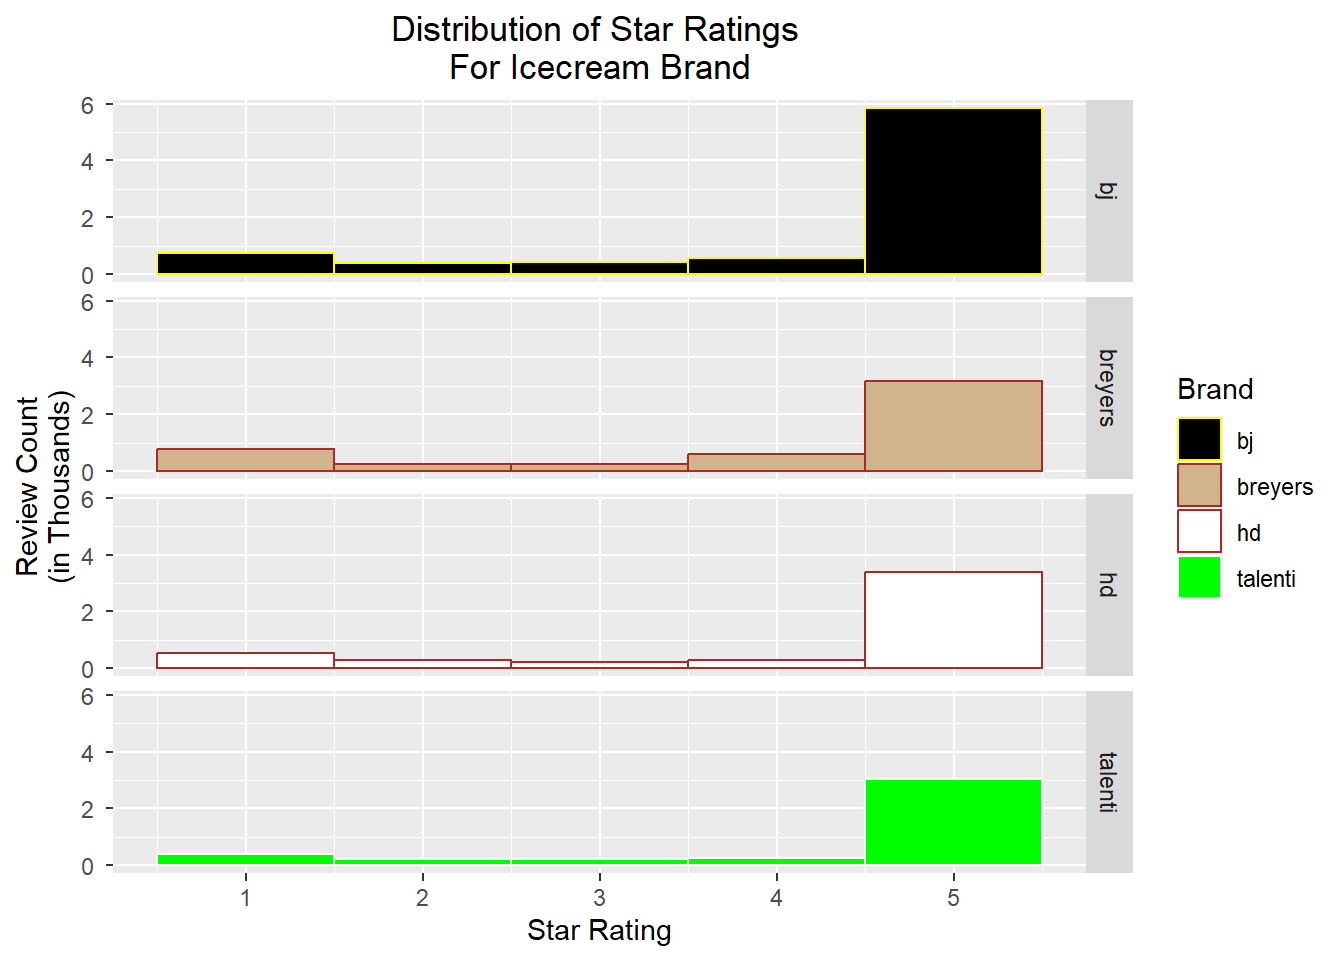 Distribution of Star Ratings
For Icecream Brand
Review Count
(in Thousands)
6
4
2
0
bj
6
4
2
0
breyers
6
4
2
0
hd
6
4
2
0
talenti
1 2 3 4 5
Star Rating
Brand
bj
breyers
hd
talenti